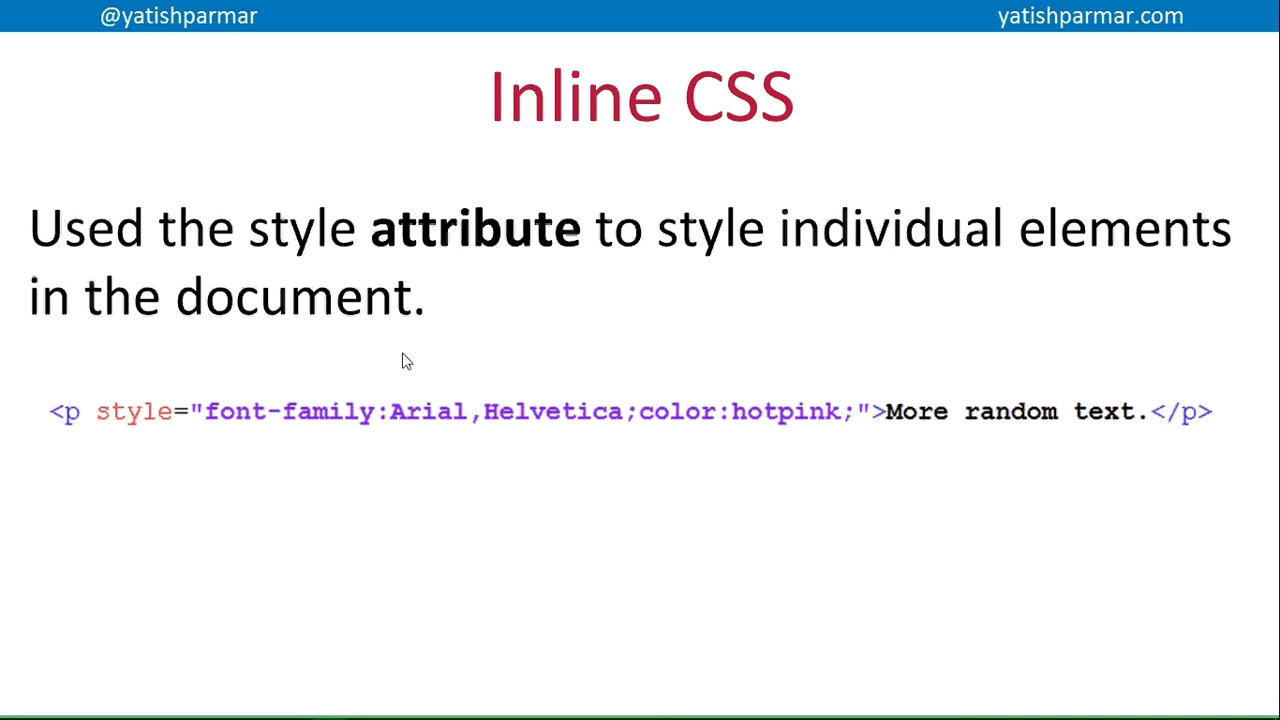 @yatishparmar yatishparmar.com
Inline CSS
Used the style attribute to style individual elements
in the document.
<p style="font-family:Arial,Helvetica;color:hotpink;">More random text.</p>